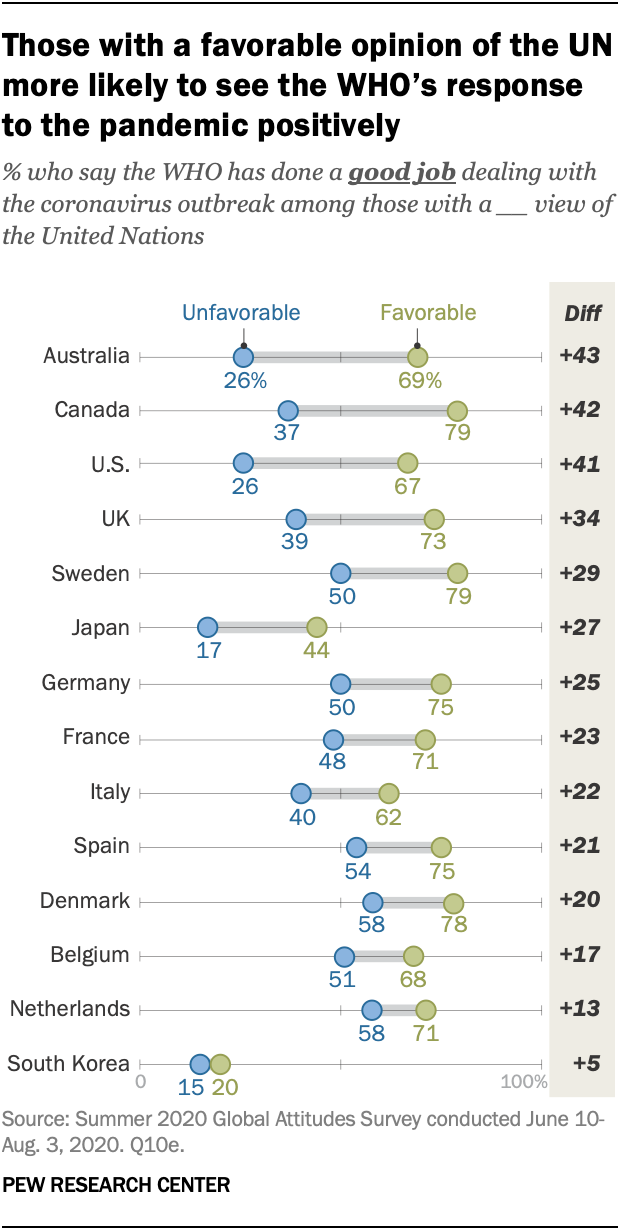 Those with a favorable opinion of the UN
more likely to see the WHO's response
to the pandemic positively
% who say the WHO has done a good job dealing with
the coronavirus outbreak among those with a __ view of
the United Nations
Unfavorable Favorable Diff
Australia 26% 69% +43
Canada 37 79 +42
U.S. 26 67 +41
UK 39 73 +34
Sweden 50 79 +29
Japan 17 44 +27
Germany 50 75 +25
France 48 71 +23
Italy 40 62 +22
Spain 54 75 +21
Denmark 58 78 +20
Belgium 51 68 +17
Netherlands 58 71 +13
South Korea 15 20 +5
0 100%
Source: Summer 2020 Global Attitudes Survey conducted June 10-
Aug. 3, 2020. Q10e.
PEW RESEARCH CENTER